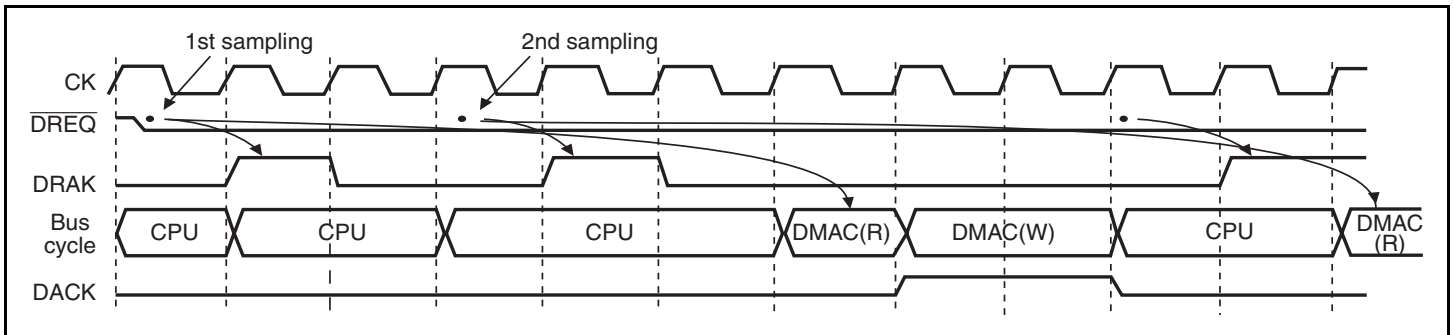 1st sampling 2nd sampling
CK
DREQ
DRAK
Bus
cycle
CPU CPU CPU DMAC(R) DMAC(W) CPU DMAC
(R)
DACK